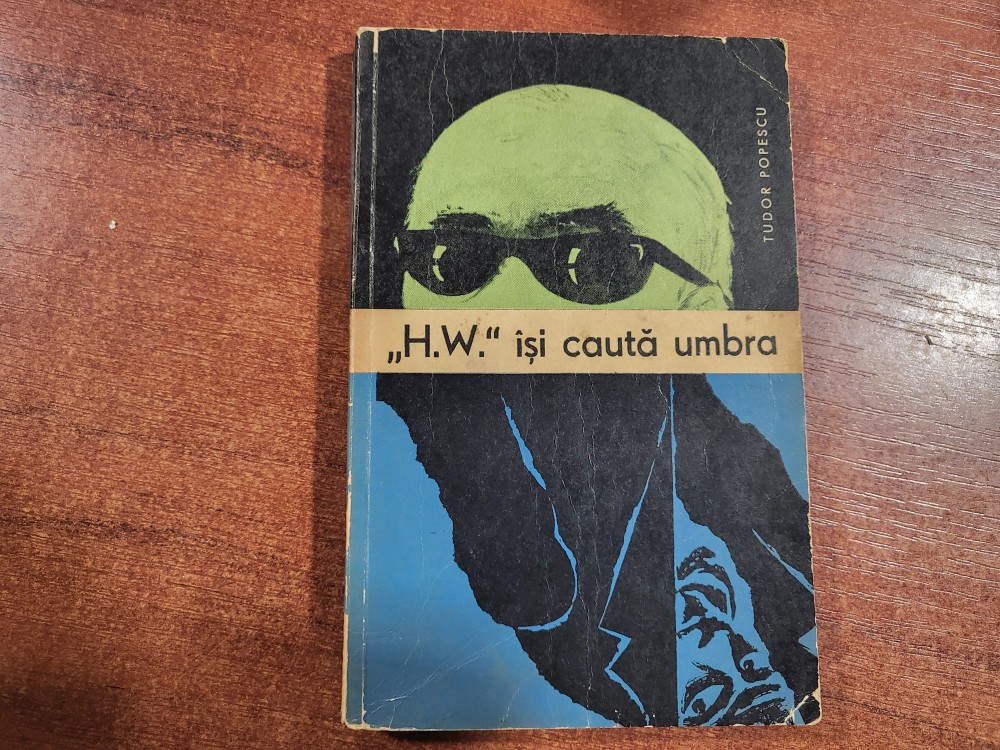 TUDOR POPESCU
„H.W.“ își caută umbra